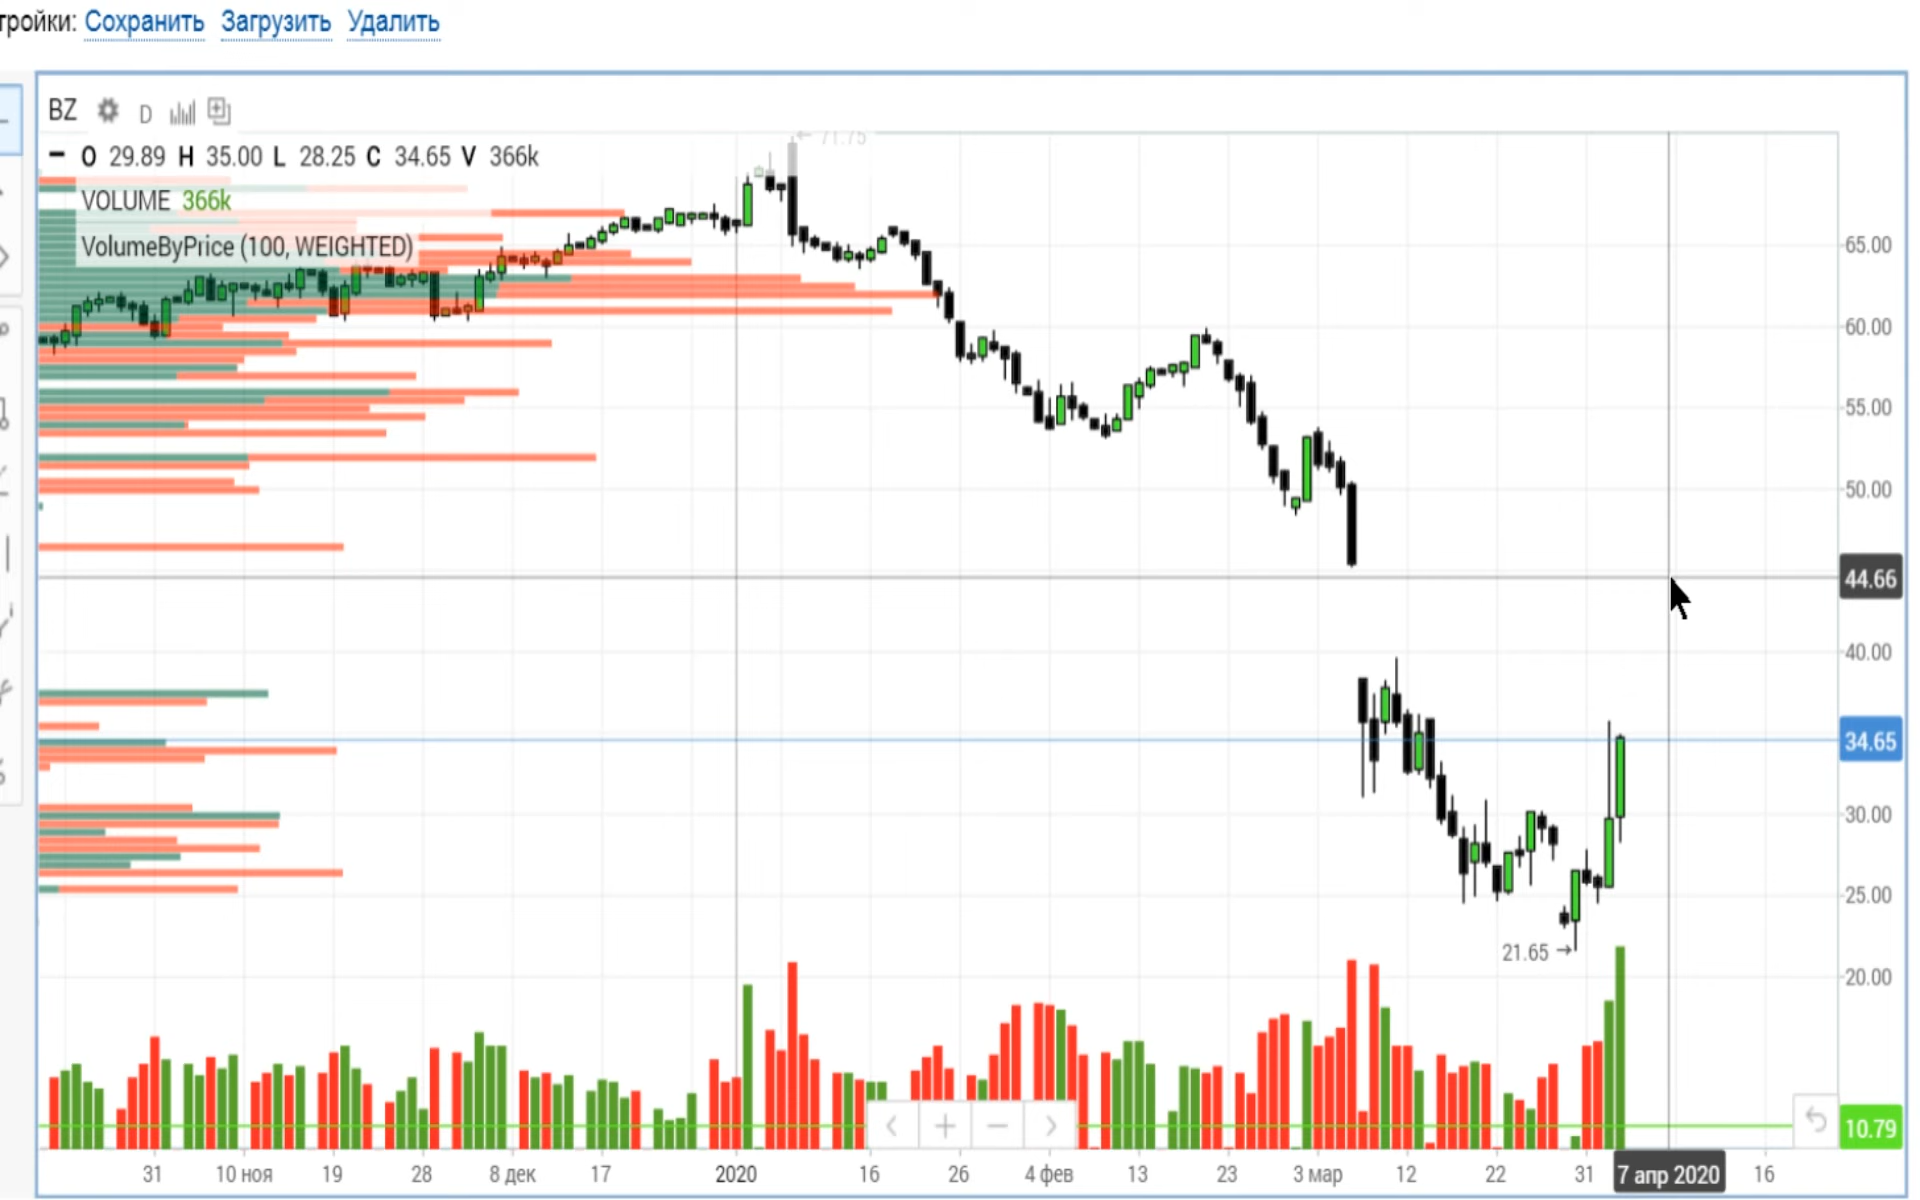 тройки: Сохранить Загрузить Удалить
BZ D
O 29.89 H 35.00 L 28.25 C 34.65 V 366k
← 71.75
VOLUME 366k
VolumeByPrice (100, WEIGHTED)
65.00
60.00
55.00
50.00
44.66
40.00
34.65
30.00
25.00
21.65 →
20.00
10.79
31 10 ноя 19 28 8 дек 17 2020 16 26 4 фев 13 23 3 мар 12 22 31 7 апр 2020 16